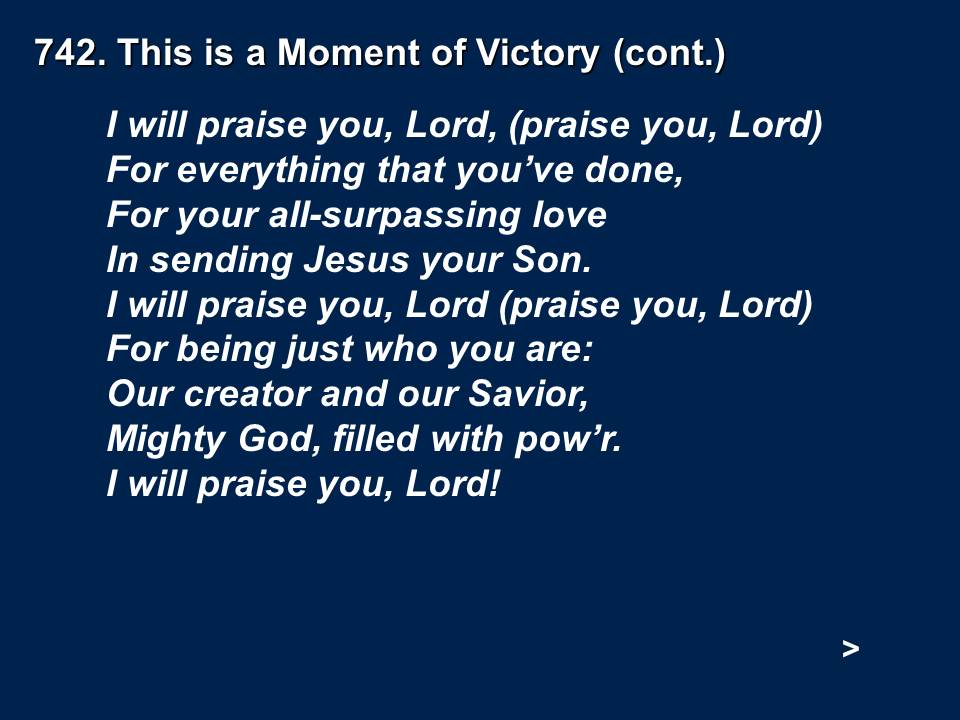 742. This is a Moment of Victory (cont.)
I will praise you, Lord, (praise you, Lord)
For everything that you’ve done,
For your all-surpassing love
In sending Jesus your Son.
I will praise you, Lord (praise you, Lord)
For being just who you are:
Our creator and our Savior,
Mighty God, filled with pow’r.
I will praise you, Lord!
>